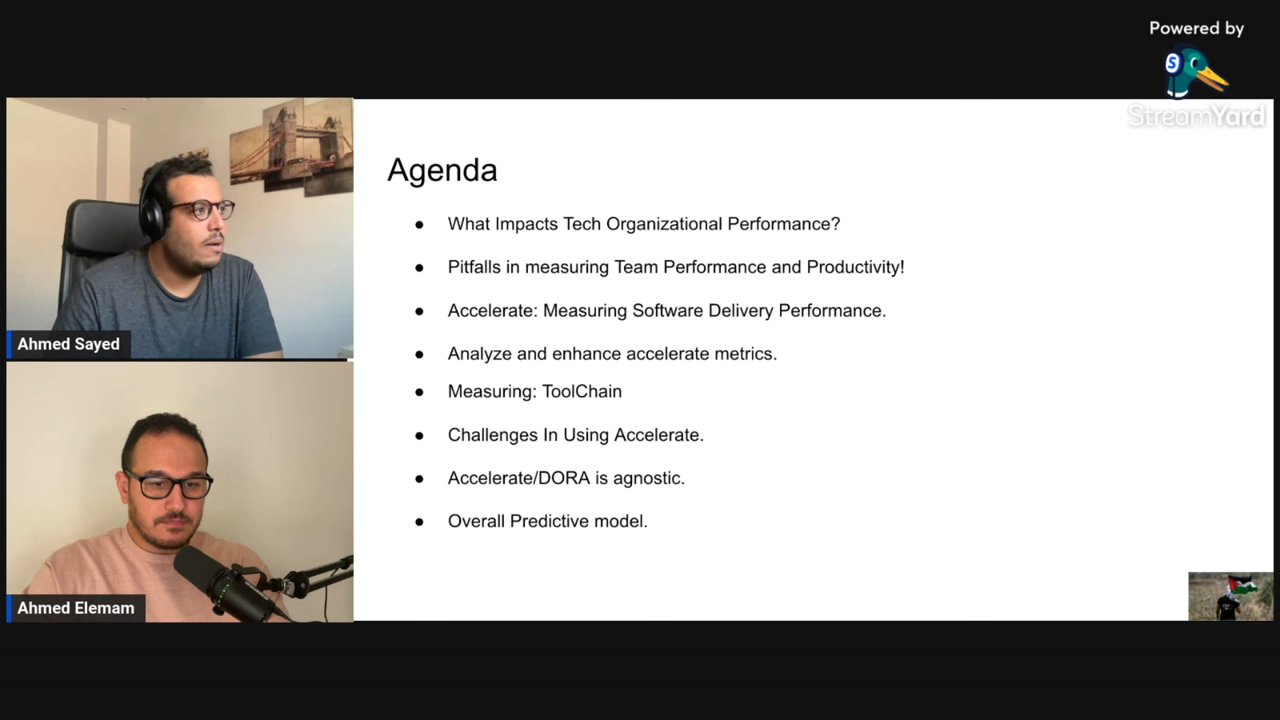 Powered by
S
StreamYard
Agenda
● What Impacts Tech Organizational Performance?
● Pitfalls in measuring Team Performance and Productivity!
● Accelerate: Measuring Software Delivery Performance.
● Analyze and enhance accelerate metrics.
● Measuring: ToolChain
● Challenges In Using Accelerate.
● Accelerate/DORA is agnostic.
● Overall Predictive model.
Ahmed Sayed
Ahmed Elemam